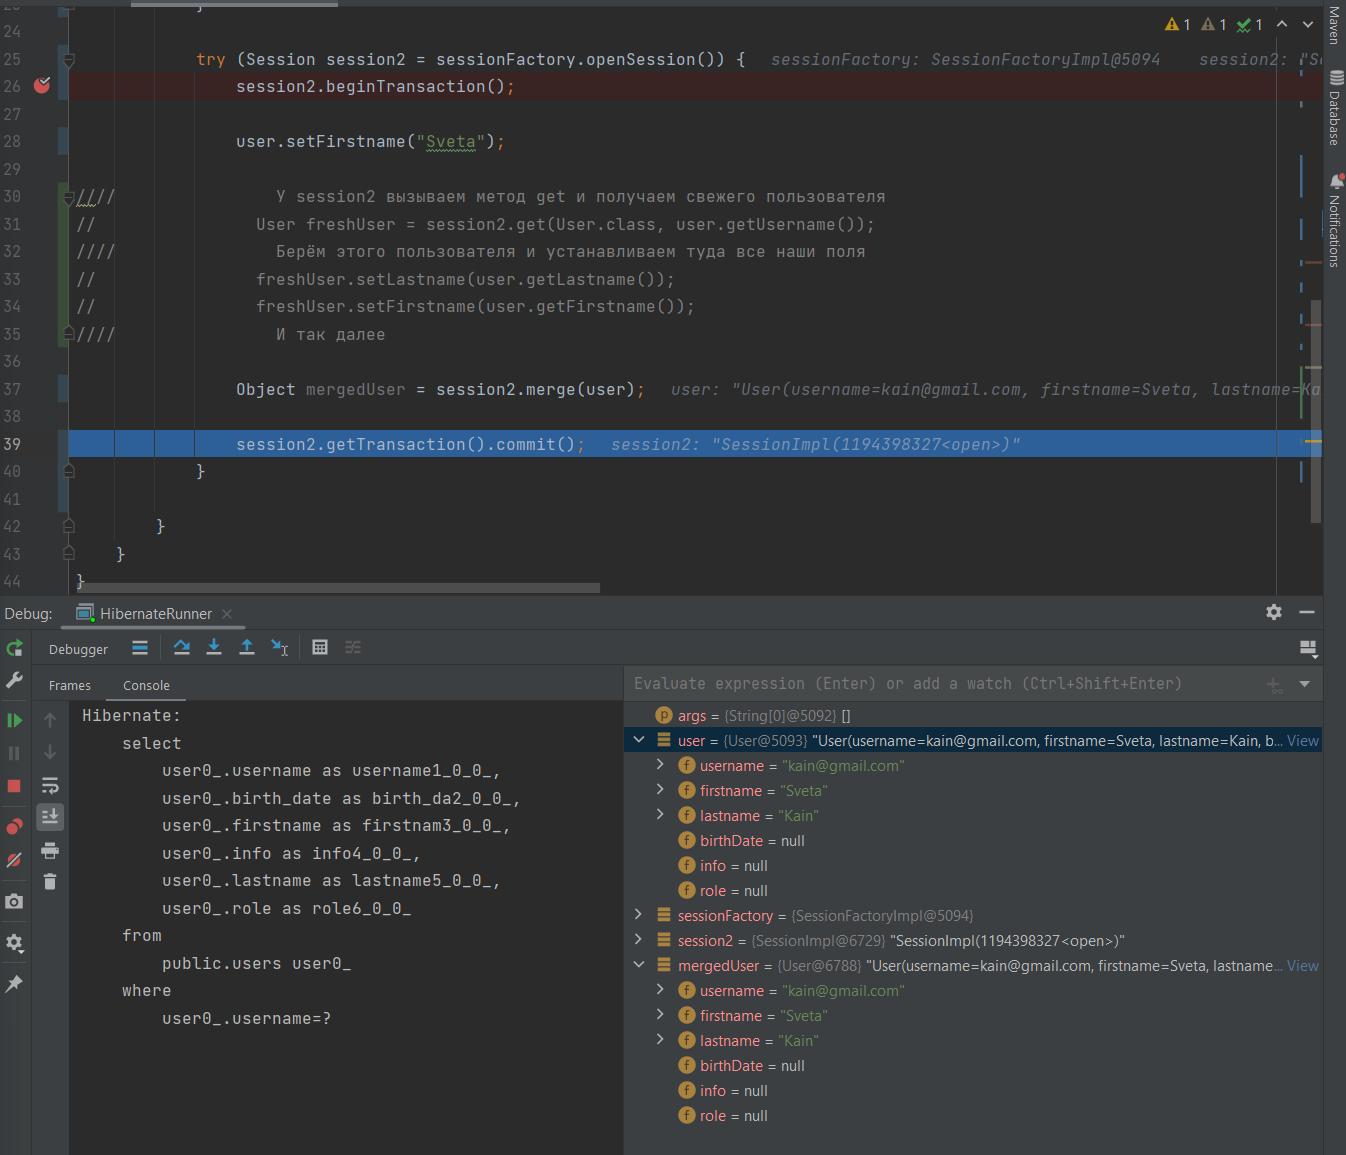 24
25 try (Session session2 = sessionFactory.openSession()) { sessionFactory: SessionFactoryImpl@5094 session2: "Se
26 session2.beginTransaction();
27
28 user.setFirstname("Sveta");
29
30 //// У session2 вызываем метод get и получаем свежего пользователя
31 // User freshUser = session2.get(User.class, user.getUsername());
32 //// Берём этого пользователя и устанавливаем туда все наши поля
33 // freshUser.setLastname(user.getLastname());
34 // freshUser.setFirstname(user.getFirstname());
35 //// И так далее
36
37 Object mergedUser = session2.merge(user); user: "User(username=kain@gmail.com, firstname=Sveta, lastname=Ka
38
39 session2.getTransaction().commit(); session2: "SessionImpl(1194398327<open>)"
40 }
41
42 }
43 }
44 }
1 1 1
Maven
Database
Notifications
Debug: HibernateRunner
Debugger
Frames Console
Hibernate:
select
user0_.username as username1_0_0_,
user0_.birth_date as birth_da2_0_0_,
user0_.firstname as firstnam3_0_0_,
user0_.info as info4_0_0_,
user0_.lastname as lastname5_0_0_,
user0_.role as role6_0_0_
from
public.users user0_
where
user0_.username=?
Evaluate expression (Enter) or add a watch (Ctrl+Shift+Enter)
p args = {String[0]@5092} []
user = {User@5093} "User(username=kain@gmail.com, firstname=Sveta, lastname=Kain, b... View
f username = "kain@gmail.com"
f firstname = "Sveta"
f lastname = "Kain"
f birthDate = null
f info = null
f role = null
sessionFactory = {SessionFactoryImpl@5094}
session2 = {SessionImpl@6729} "SessionImpl(1194398327<open>)"
mergedUser = {User@6788} "User(username=kain@gmail.com, firstname=Sveta, lastname... View
f username = "kain@gmail.com"
f firstname = "Sveta"
f lastname = "Kain"
f birthDate = null
f info = null
f role = null